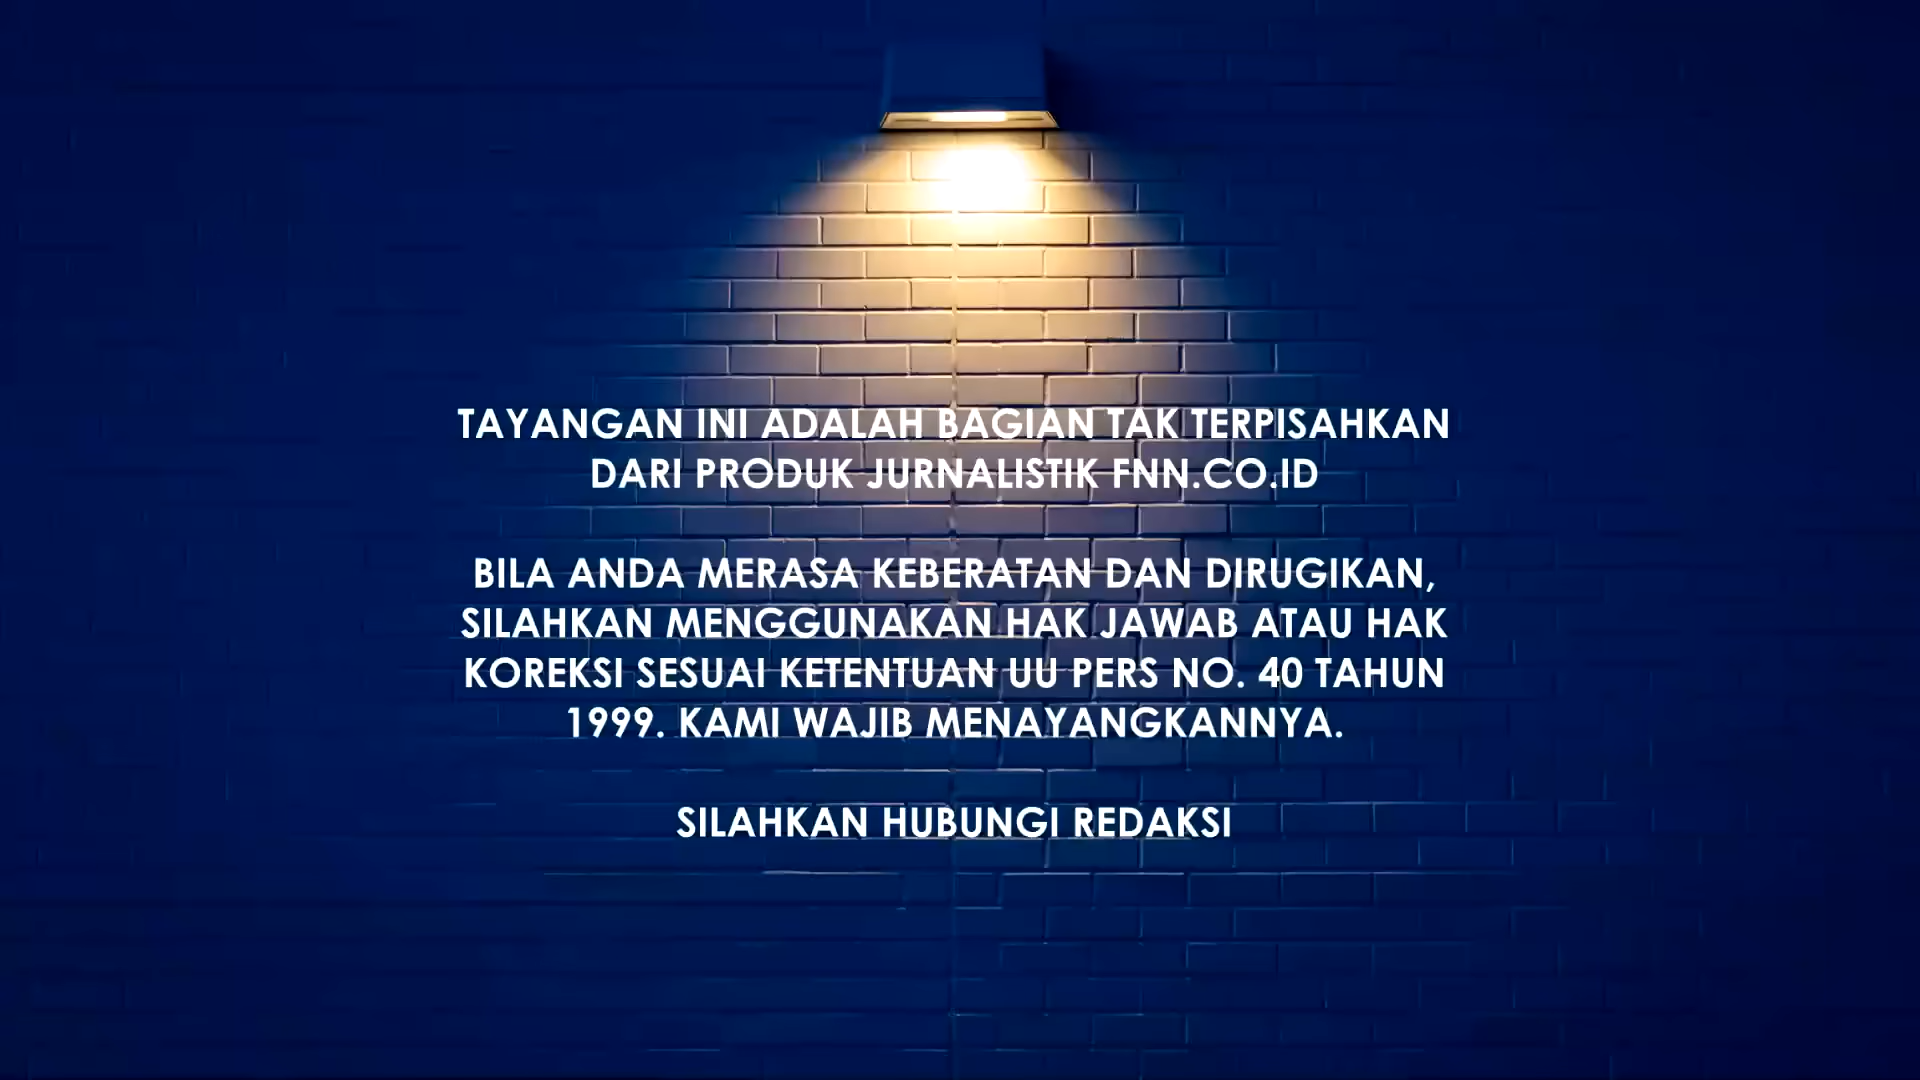 TAYANGAN INI ADALAH BAGIAN TAK TERPISAHKAN
DARI PRODUK JURNALISTIK FNN.CO.ID
BILA ANDA MERASA KEBERATAN DAN DIRUGIKAN,
SILAHKAN MENGGUNAKAN HAK JAWAB ATAU HAK
KOREKSI SESUAI KETENTUAN UU PERS NO. 40 TAHUN
1999. KAMI WAJIB MENAYANGKANNYA.
SILAHKAN HUBUNGI REDAKSI